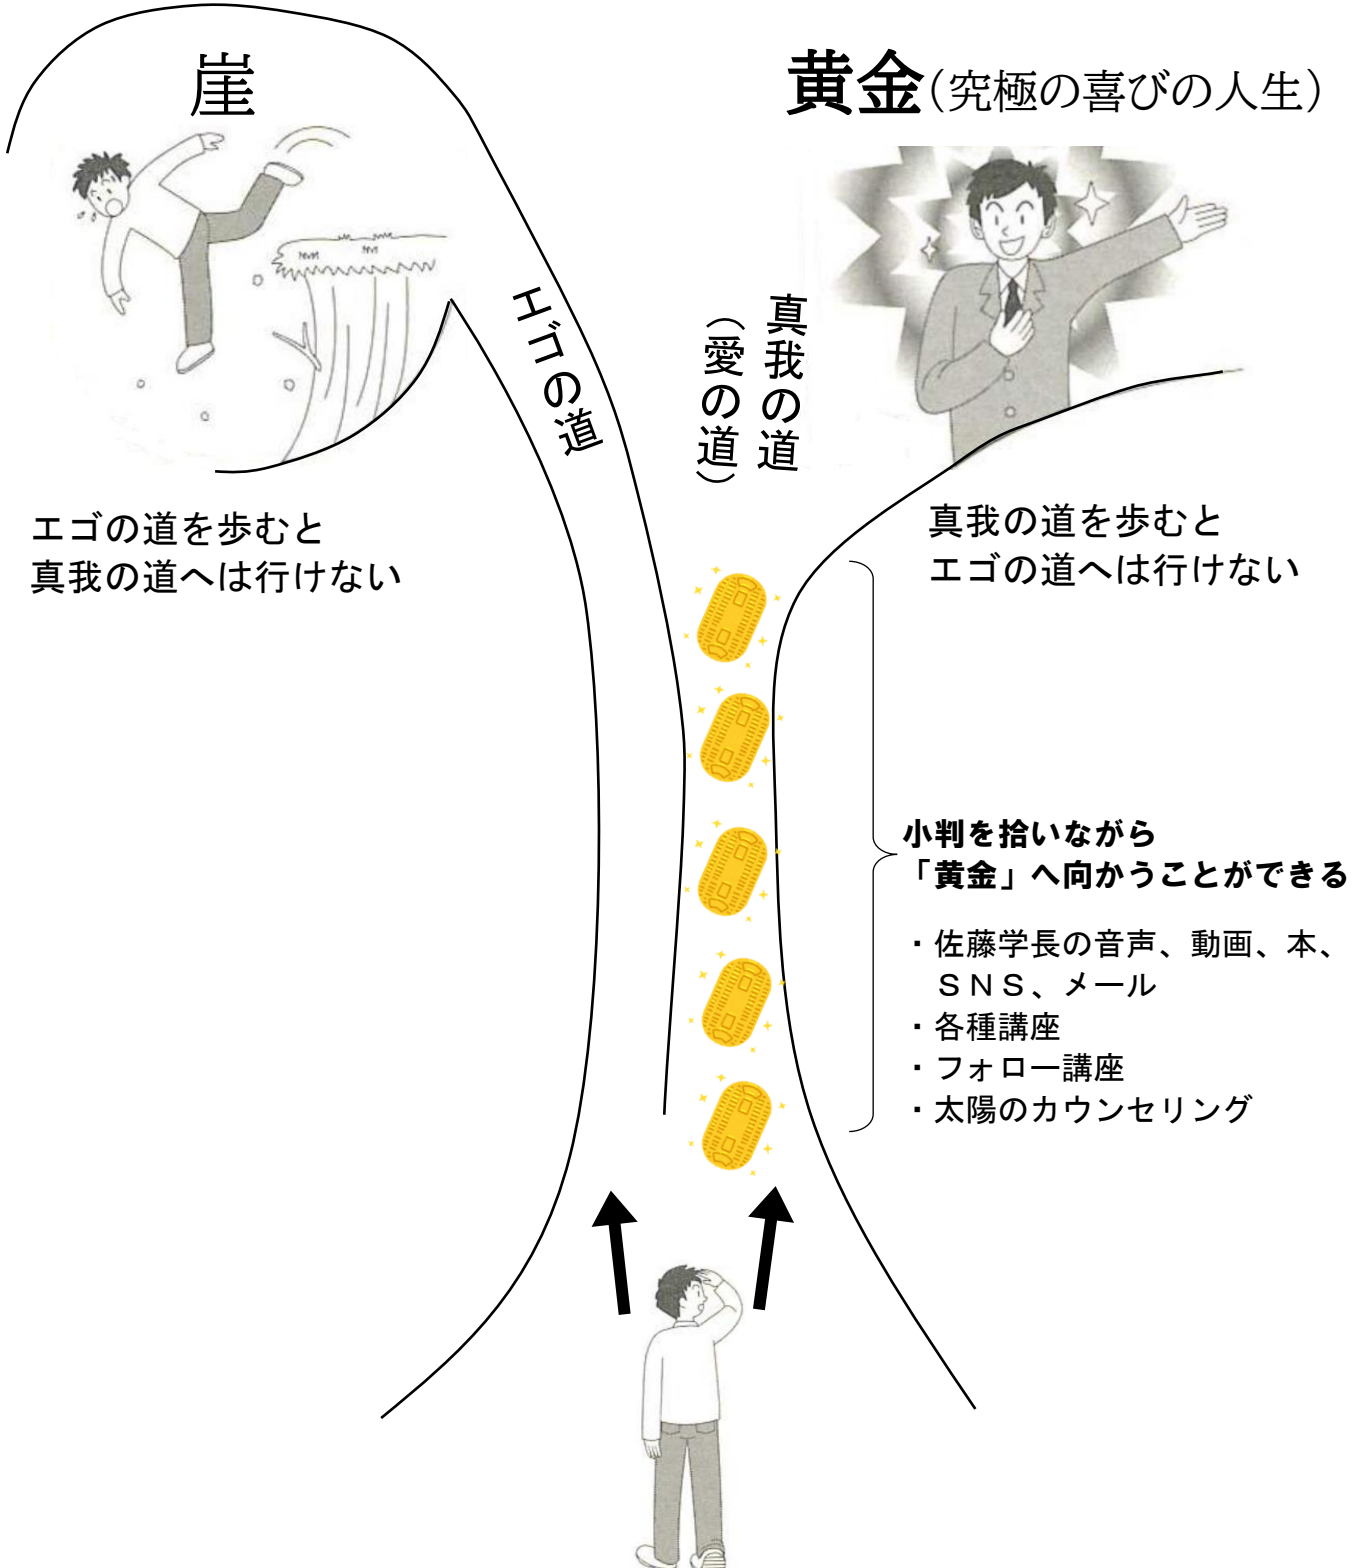 崖
黄金（究極の喜びの人生）
エゴの道
真我の道
（愛の道）
エゴの道を歩むと
真我の道へは行けない
真我の道を歩むと
エゴの道へは行けない
小判を拾いながら
「黄金」へ向かうことができる
・佐藤学長の音声、動画、本、
ＳＮＳ、メール
・各種講座
・フォロー講座
・太陽のカウンセリング